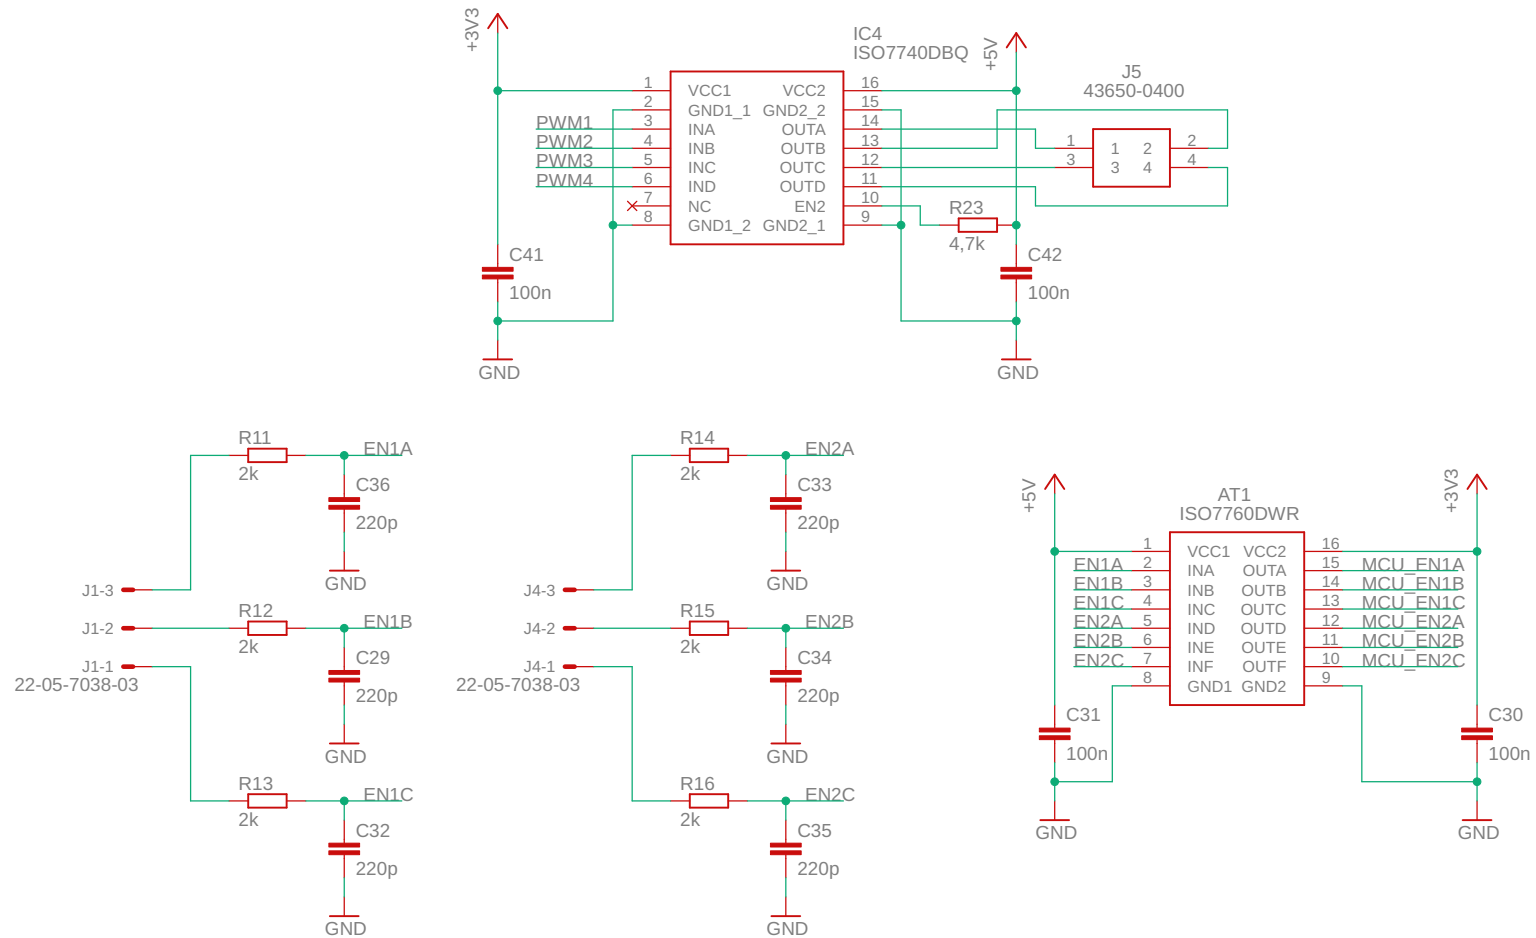 +3V3
IC4
ISO7740DBQ
+5V
J5
43650-0400
1 VCC1 VCC2 16
2 GND1_1 GND2_2 15
PWM1 3 INA OUTA 14
PWM2 4 INB OUTB 13
PWM3 5 INC OUTC 12
PWM4 6 IND OUTD 11
7 NC EN2 10
8 GND1_2 GND2_1 9
1 1 2 2
3 3 4 4
R23
4,7k
C41
100n
C42
100n
GND
GND
R11
2k
EN1A
C36
220p
GND
J1-3
R12
J1-2
2k
EN1B
J1-1
22-05-7038-03
C29
220p
GND
R13
2k
EN1C
C32
220p
GND
R14
2k
EN2A
C33
220p
GND
J4-3
R15
J4-2
2k
EN2B
J4-1
22-05-7038-03
C34
220p
GND
R16
2k
EN2C
C35
220p
GND
+5V
AT1
ISO7760DWR
+3V3
1 VCC1 VCC2 16
EN1A 2 INA OUTA 15 MCU_EN1A
EN1B 3 INB OUTB 14 MCU_EN1B
EN1C 4 INC OUTC 13 MCU_EN1C
EN2A 5 IND OUTD 12 MCU_EN2A
EN2B 6 INE OUTE 11 MCU_EN2B
EN2C 7 INF OUTF 10 MCU_EN2C
8 GND1 GND2 9
C31
100n
C30
100n
GND
GND